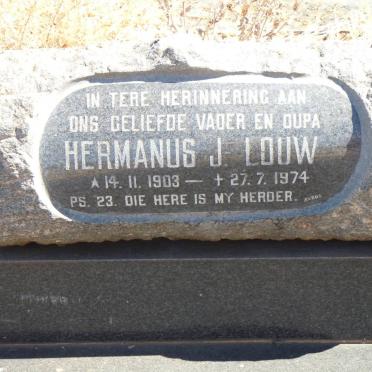 IN TERE HERINNERING AAN
ONS GELIEFDE VADER EN OUPA
HERMANUS J. LOUW
★ 14. 11. 1903 — ✝ 27. 7. 1974
PS. 23. DIE HERE IS MY HERDER.